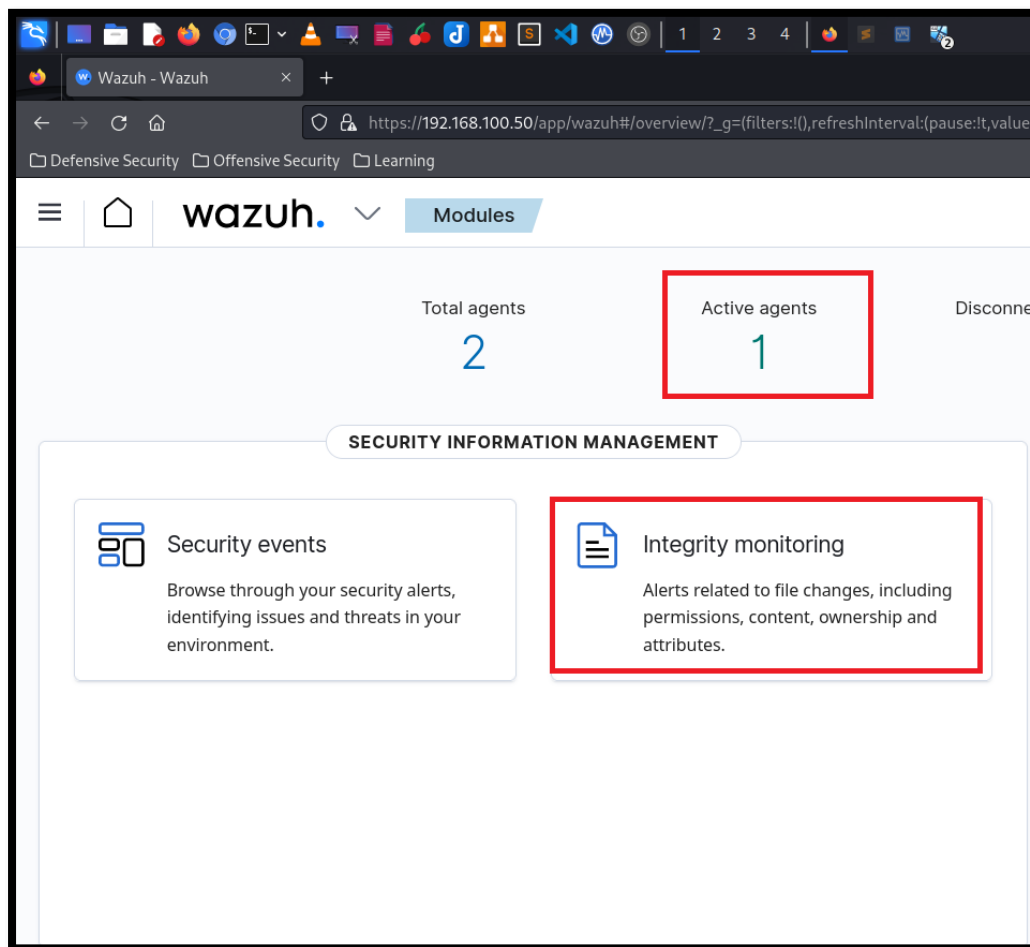 1 2 3 4 2
Wazuh - Wazuh
https://192.168.100.50/app/wazuh#/overview/?_g=(filters:!(),refreshInterval:(pause:!t,value
Defensive Security Offensive Security Learning
wazuh. Modules
Total agents Active agents Disconne
2 1
SECURITY INFORMATION MANAGEMENT
Security events
Browse through your security alerts,
identifying issues and threats in your
environment.
Integrity monitoring
Alerts related to file changes, including
permissions, content, ownership and
attributes.